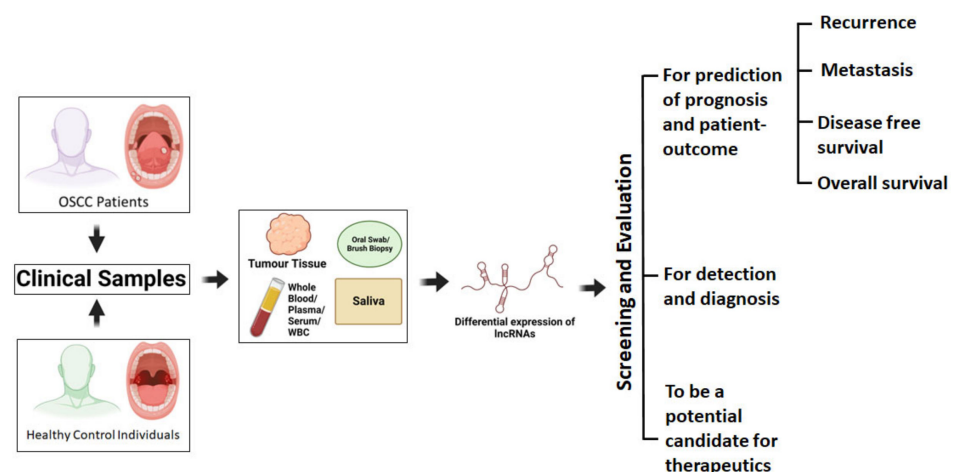 OSCC Patients
Clinical Samples
Healthy Control Individuals
Tumour Tissue
Oral Swab/
Brush Biopsy
Whole
Blood/
Plasma/
Serum/
WBC
Saliva
Differential expression of
lncRNAs
Screening and Evaluation
For prediction
of prognosis
and patient-
outcome
Recurrence
Metastasis
Disease free
survival
Overall survival
For detection
and diagnosis
To be a
potential
candidate for
therapeutics